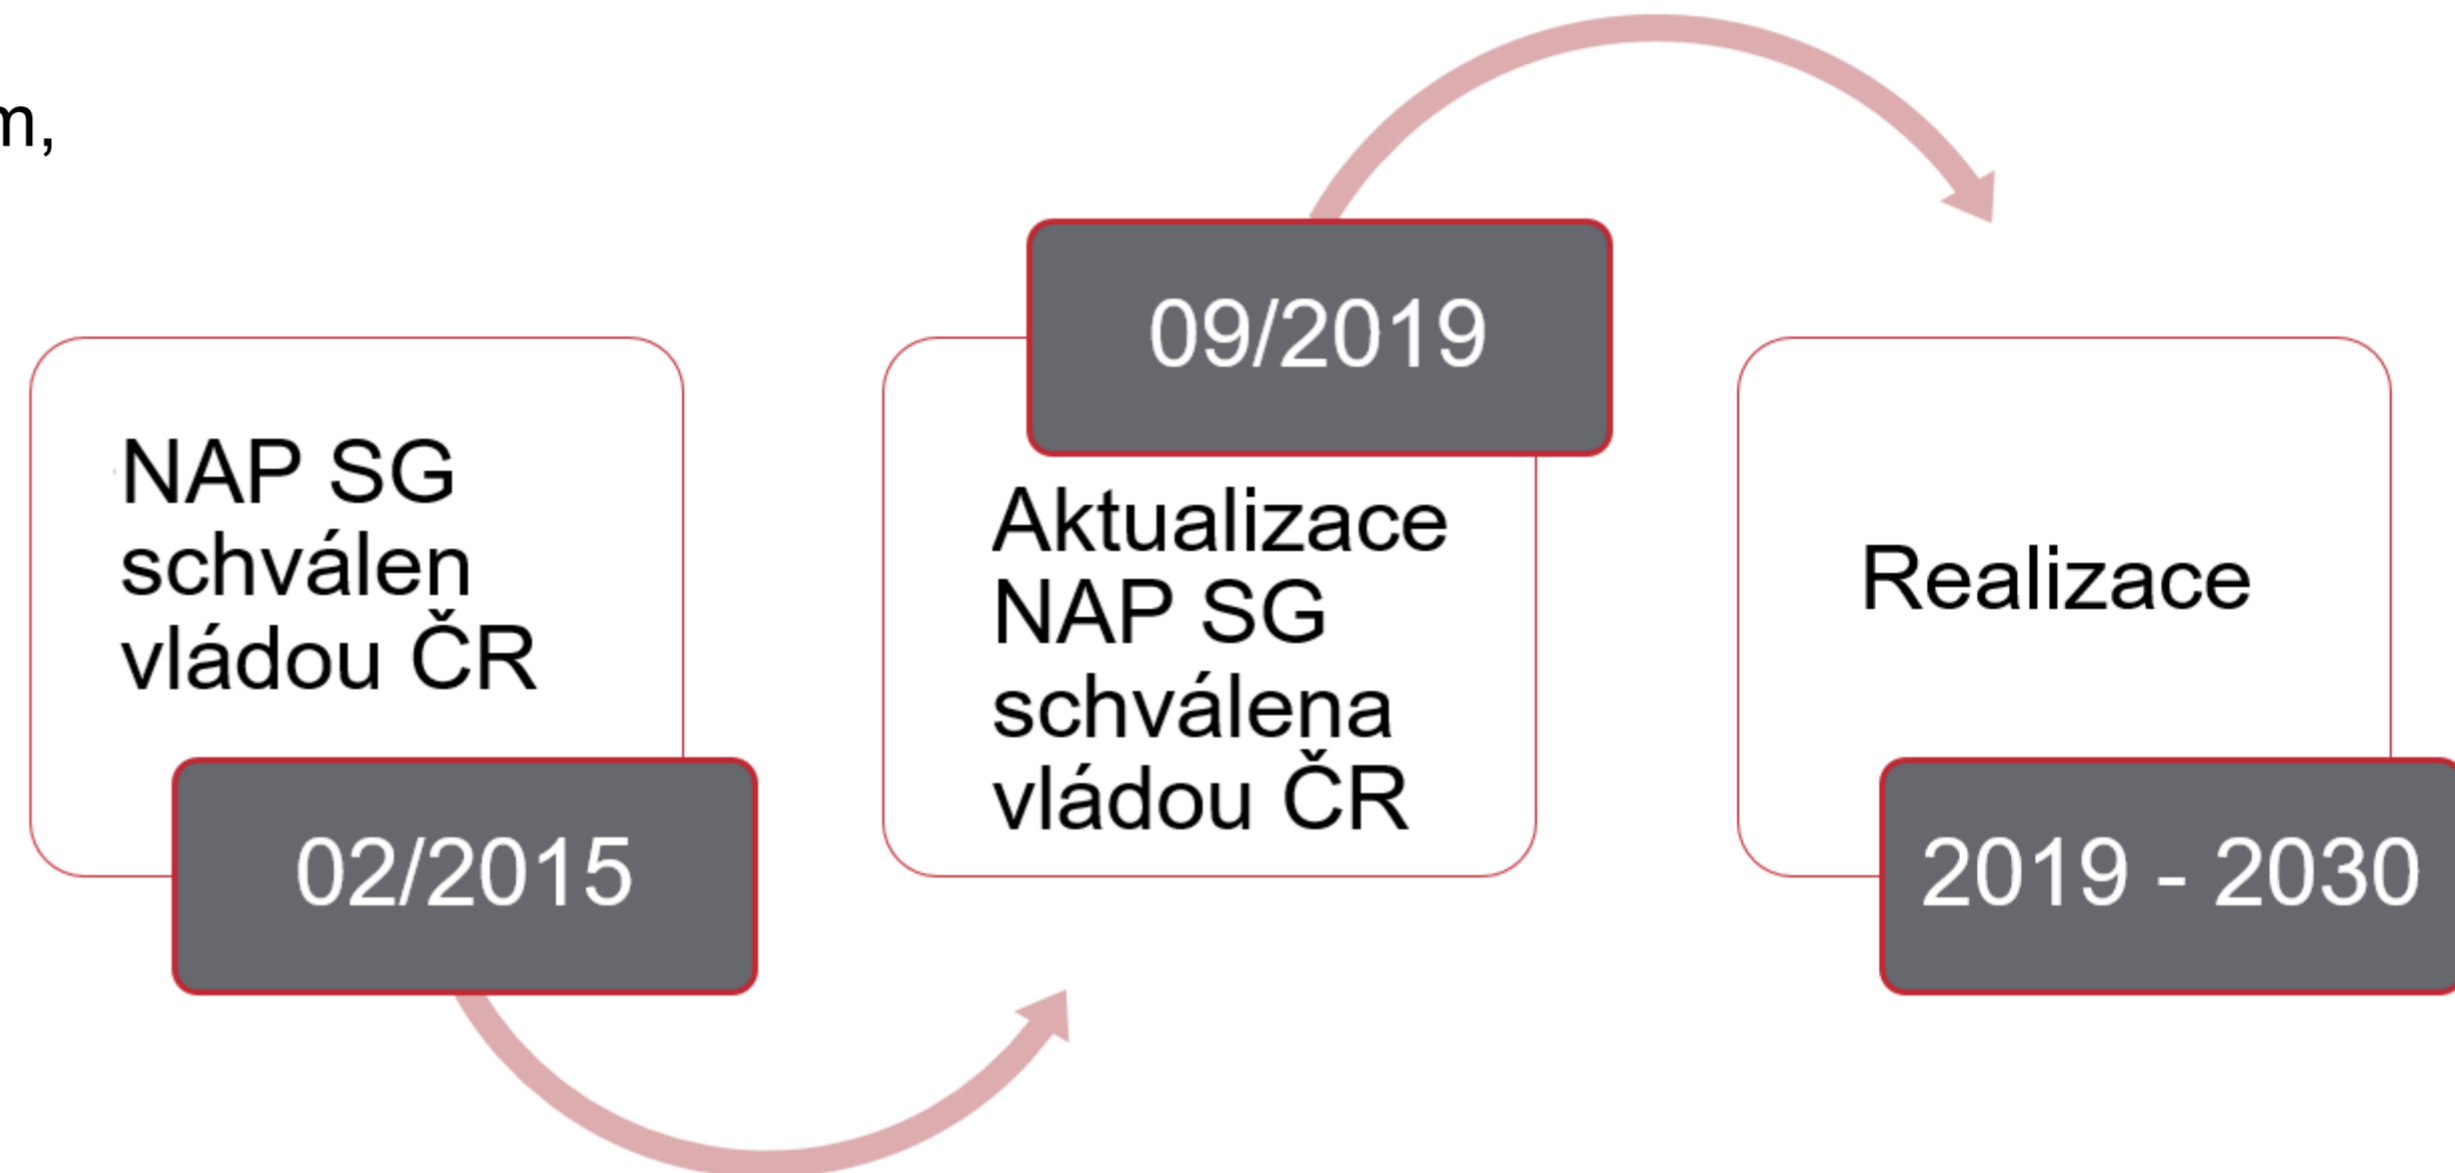 m,
NAP SG
schválen
vládou ČR
02/2015
09/2019
Aktualizace
NAP SG
schválena
vládou ČR
Realizace
2019 - 2030